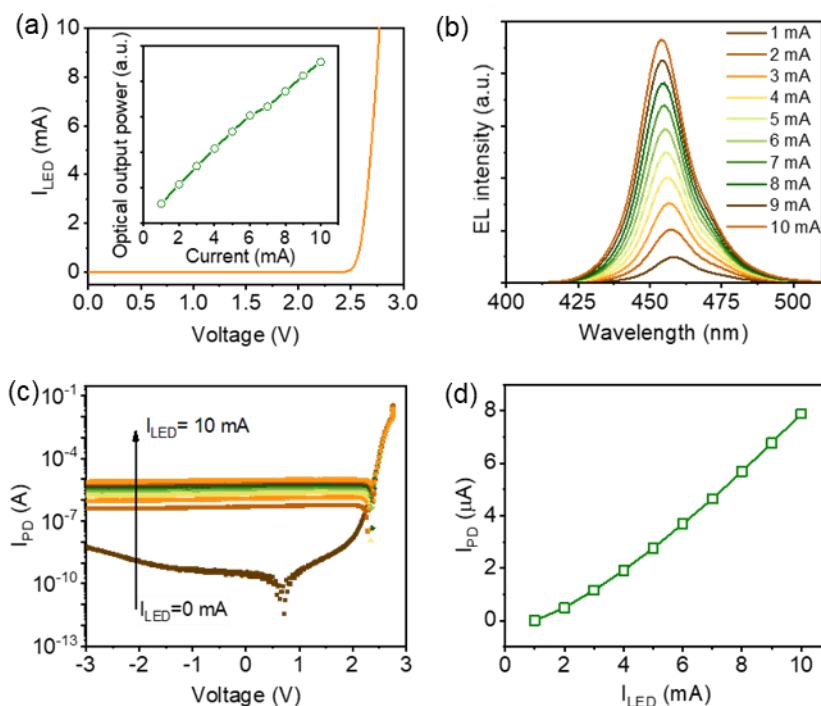 (a)
10
8
6
4
2
0
I_LED (mA)
0.0 0.5 1.0 1.5 2.0 2.5 3.0
Voltage (V)
Optical output power (a.u.)
0 2 4 6 8 10
Current (mA)
(b)
EL intensity (a.u.)
400 425 450 475 500
Wavelength (nm)
1 mA
2 mA
3 mA
4 mA
5 mA
6 mA
7 mA
8 mA
9 mA
10 mA
(c)
10^-1
10^-4
10^-7
10^-10
10^-13
I_PD (A)
I_LED= 10 mA
I_LED=0 mA
-3 -2 -1 0 1 2 3
Voltage (V)
(d)
8
6
4
2
0
I_PD (μA)
0 2 4 6 8 10
I_LED (mA)